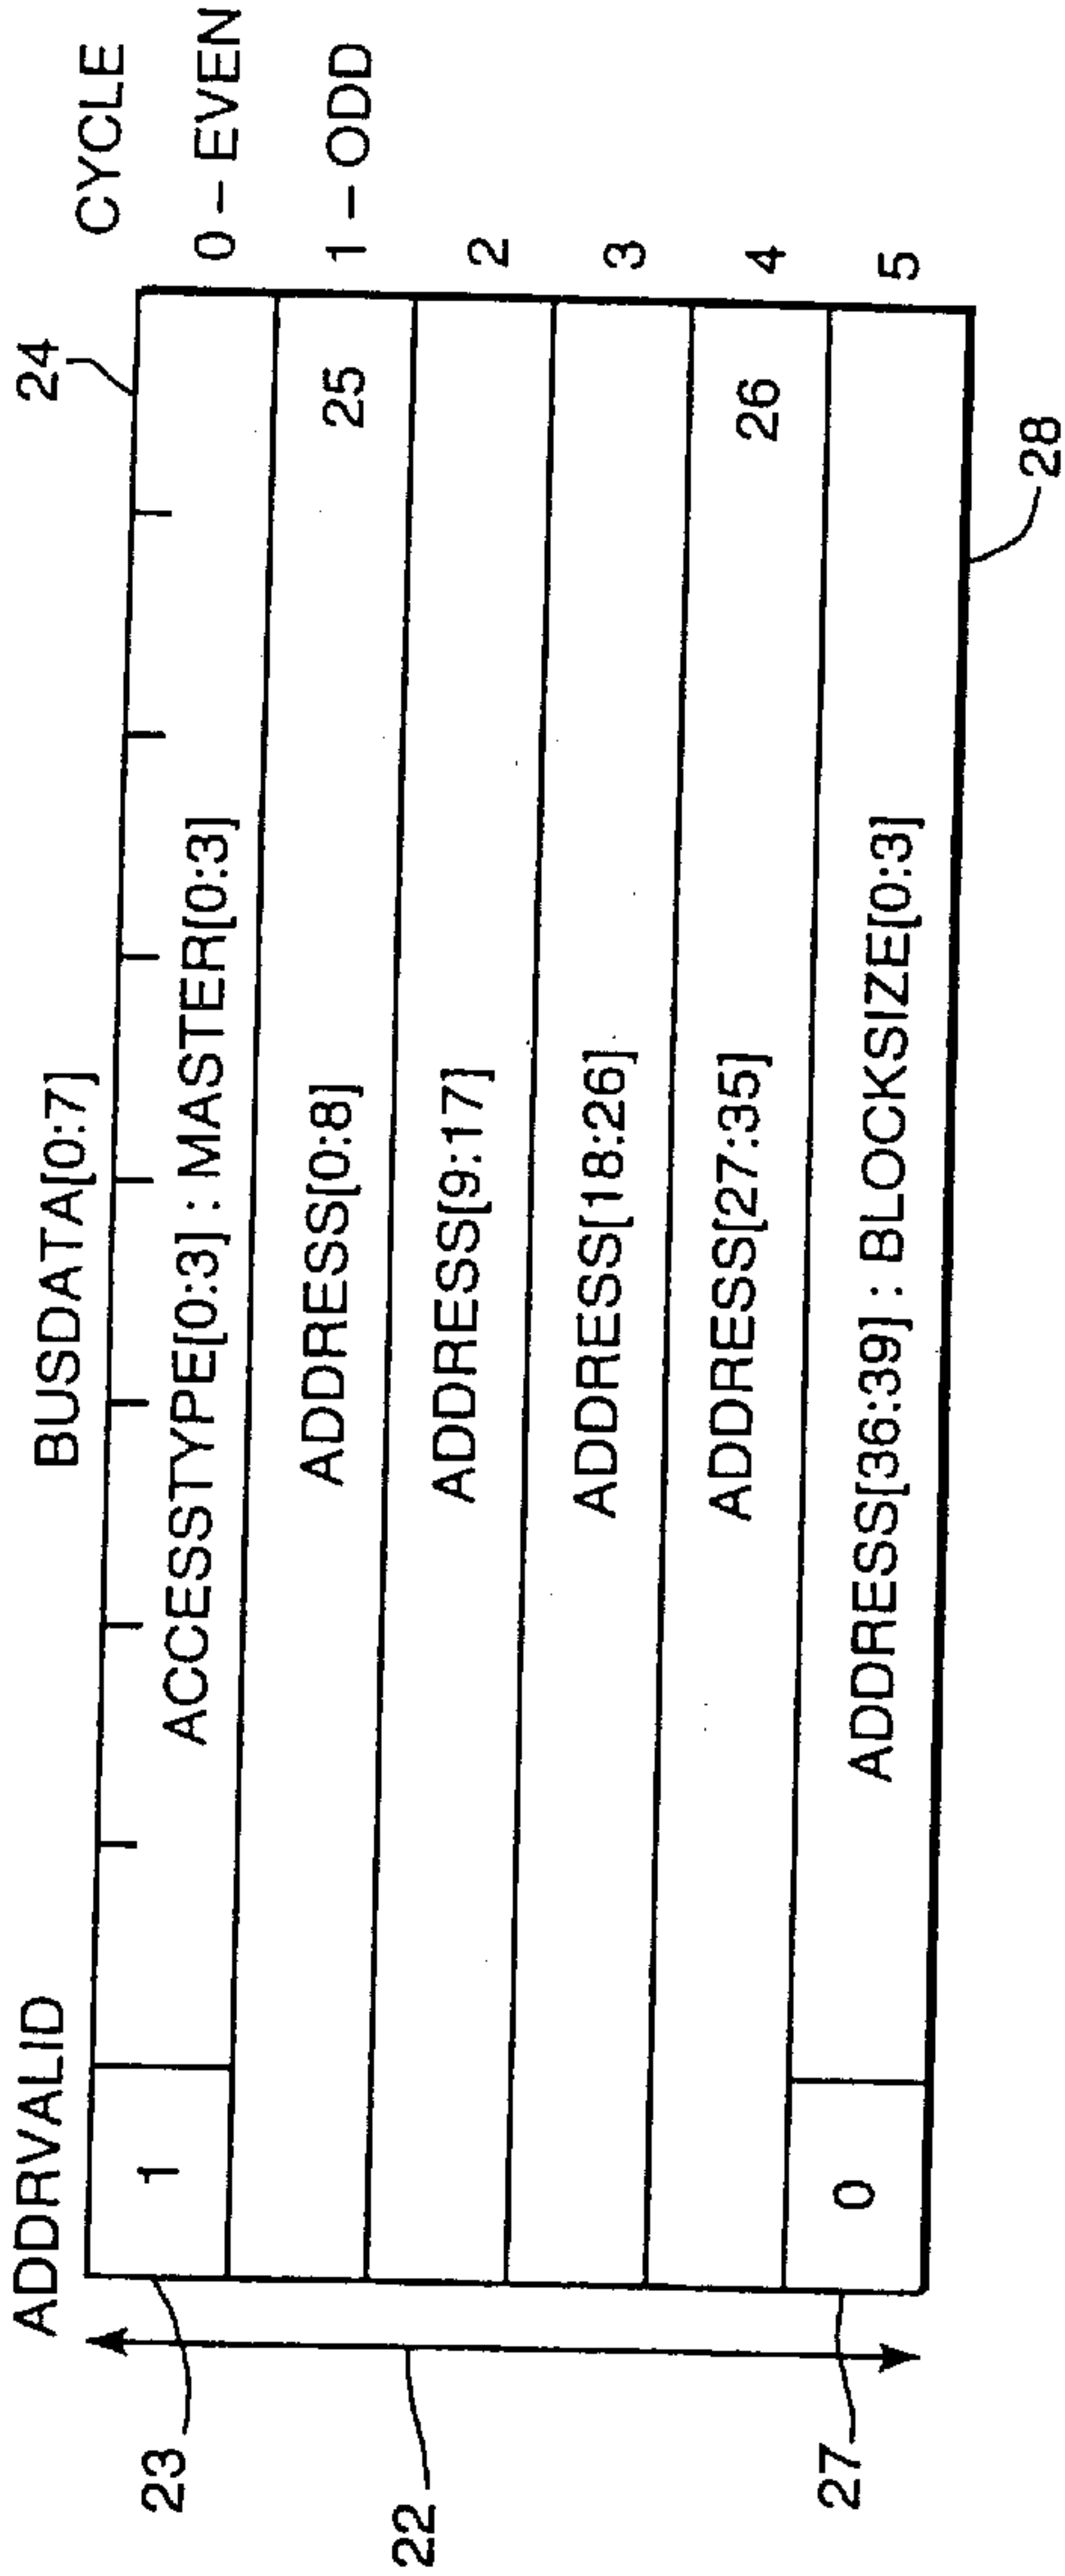 ADDRVALID BUSDATA[0:7] 24 CYCLE
23 1 ACCESSTYPE[0:3] : MASTER[0:3] 0 – EVEN
ADDRESS[0:8] 25 1 – ODD
22 ADDRESS[9:17] 2
ADDRESS[18:26] 3
ADDRESS[27:35] 26 4
27 0 ADDRESS[36:39] : BLOCKSIZE[0:3] 5
28